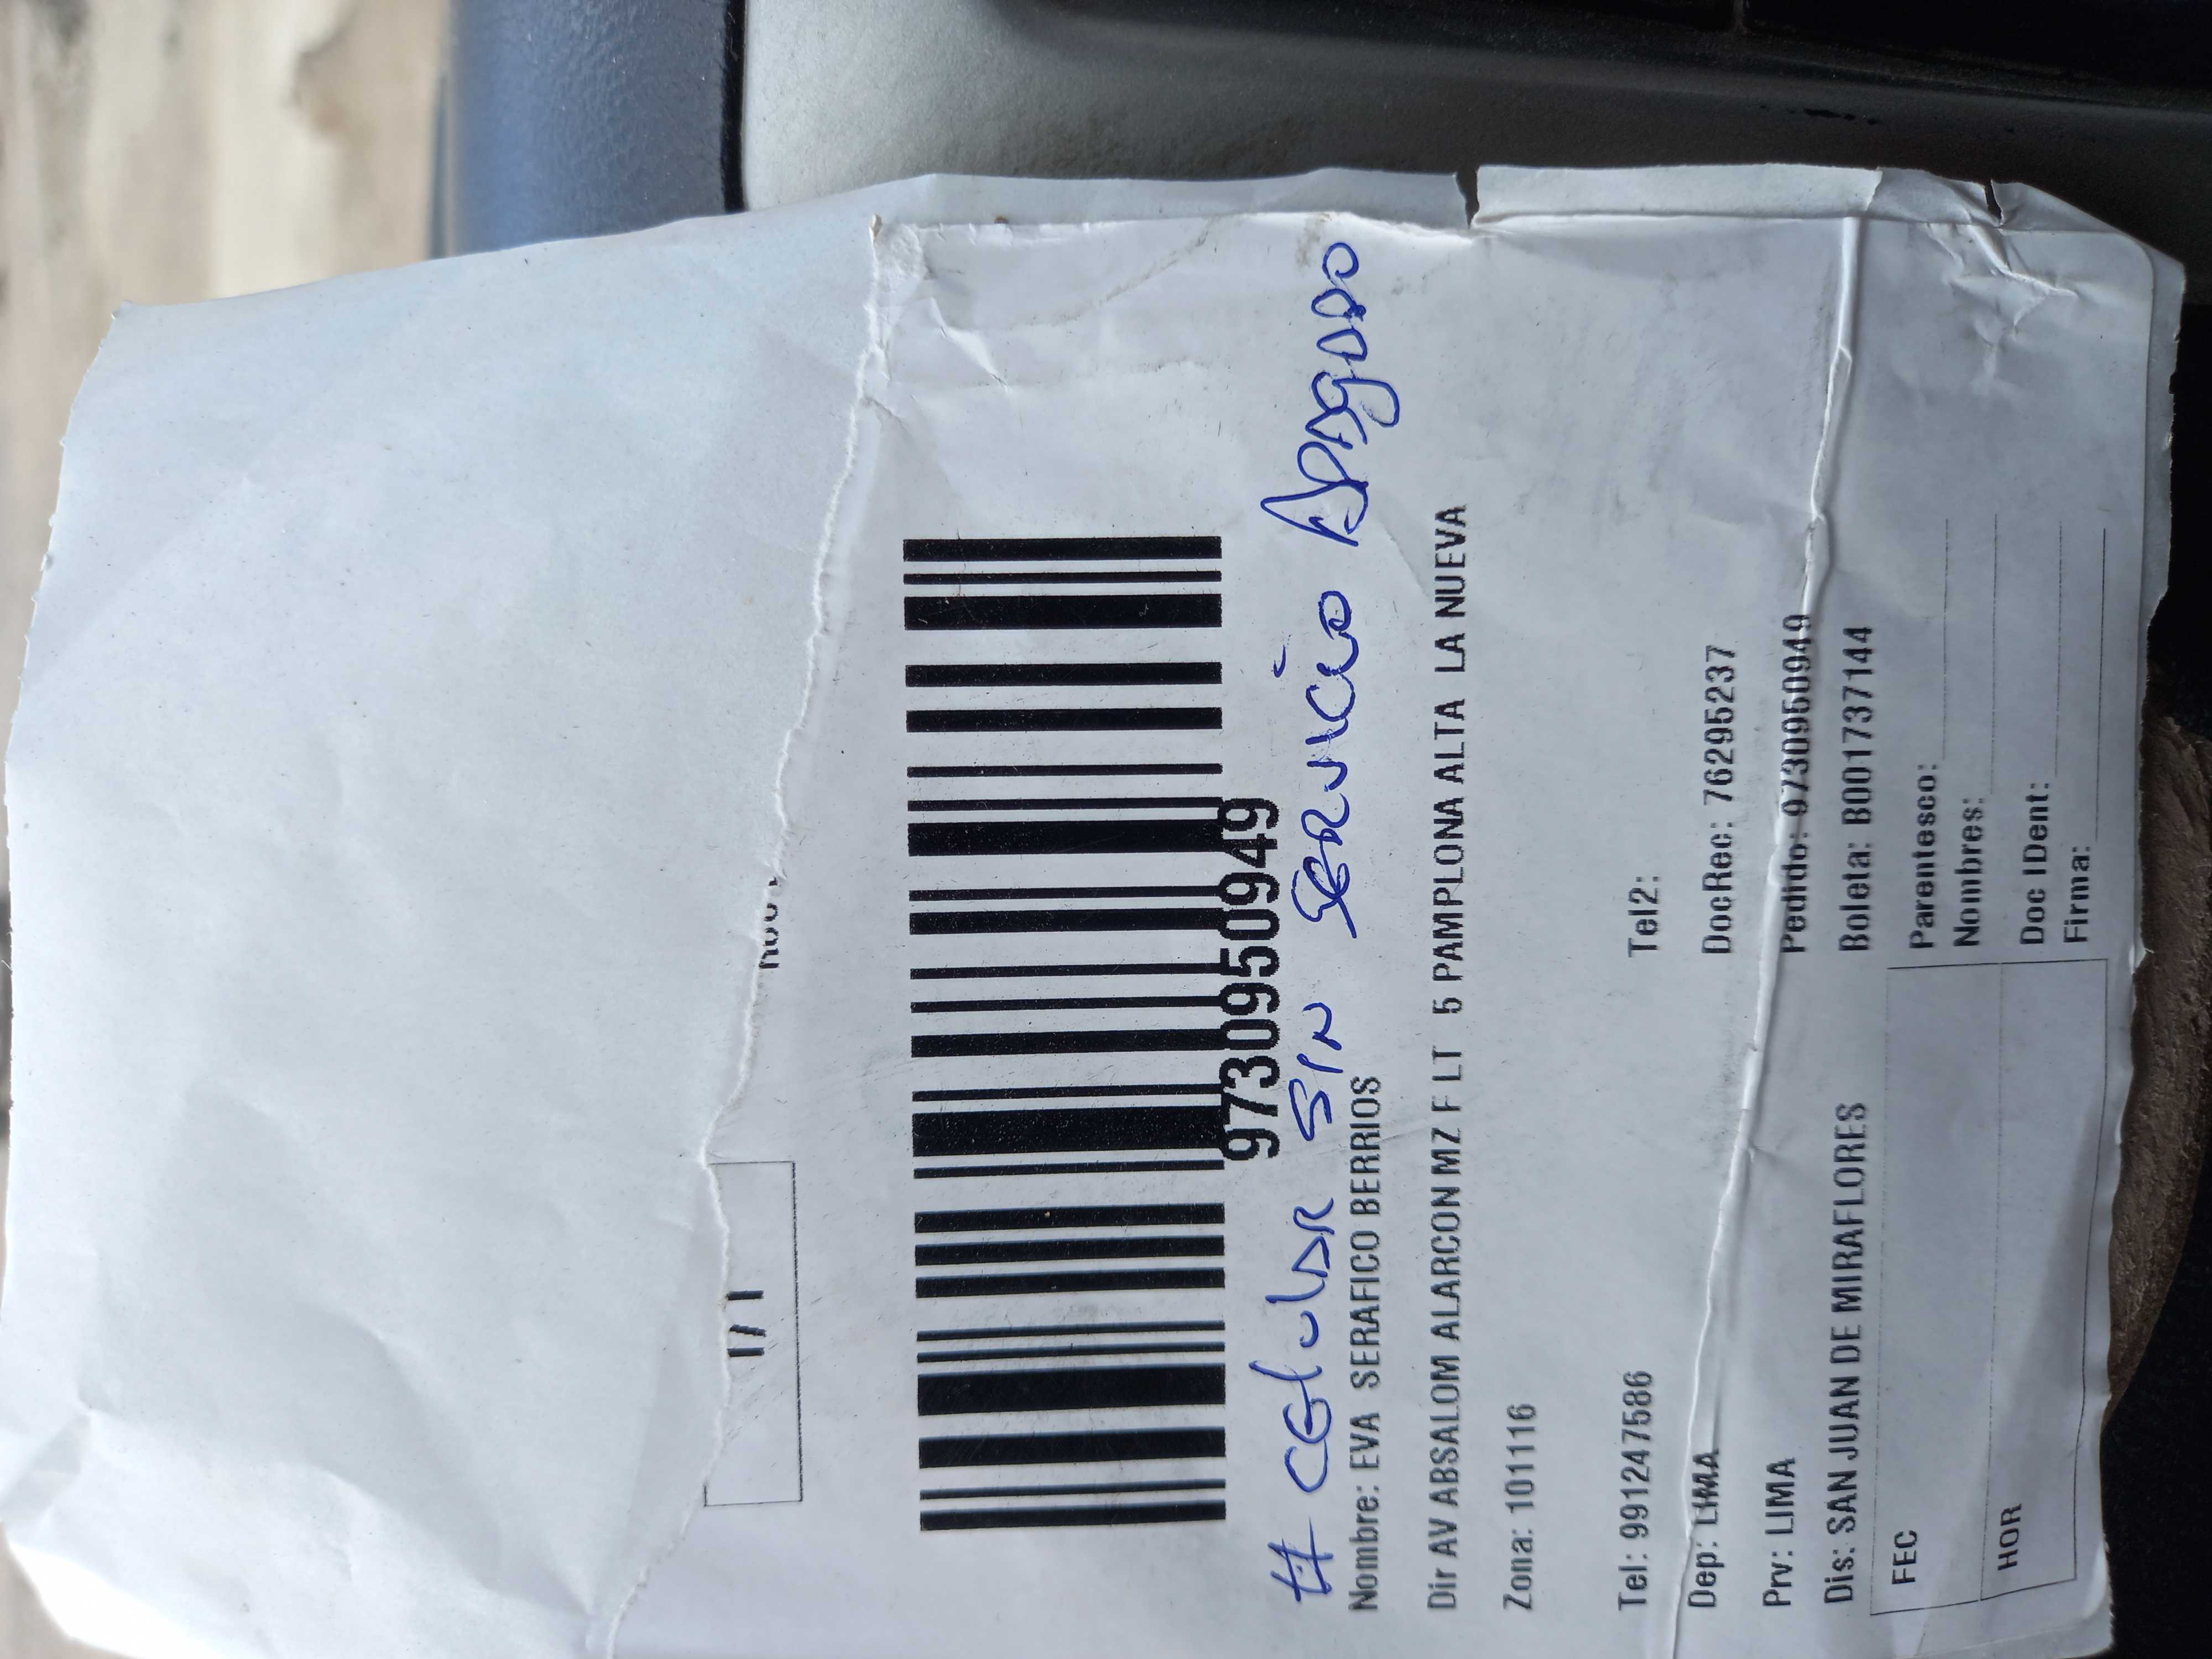 1/1
9730950949
# CELULAR SIN SERVICIO APAGADO
Nombre: EVA SERAFICO BERRIOS
Dir AV ABSALOM ALARCON MZ F LT 5 PAMPLONA ALTA LA NUEVA
Zona: 101116
Tel: 991247586 Tel2:
Dep: LIMA DocRec: 76295237
Prv: LIMA Pedido: 9730950949
Dis: SAN JUAN DE MIRAFLORES Boleta: B001737144
FEC Parentesco:
Nombres:
HOR Doc IDent:
Firma: